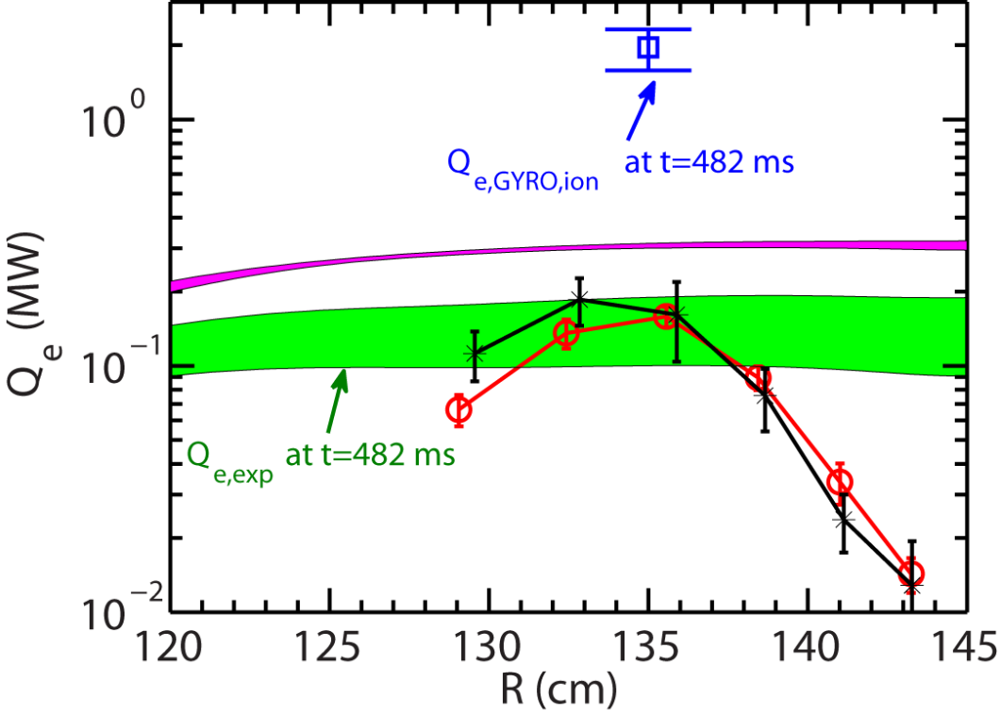 10^0
10^-1
10^-2
Q_e (MW)
Q_e,GYRO,ion at t=482 ms
Q_e,exp at t=482 ms
120 125 130 135 140 145
R (cm)